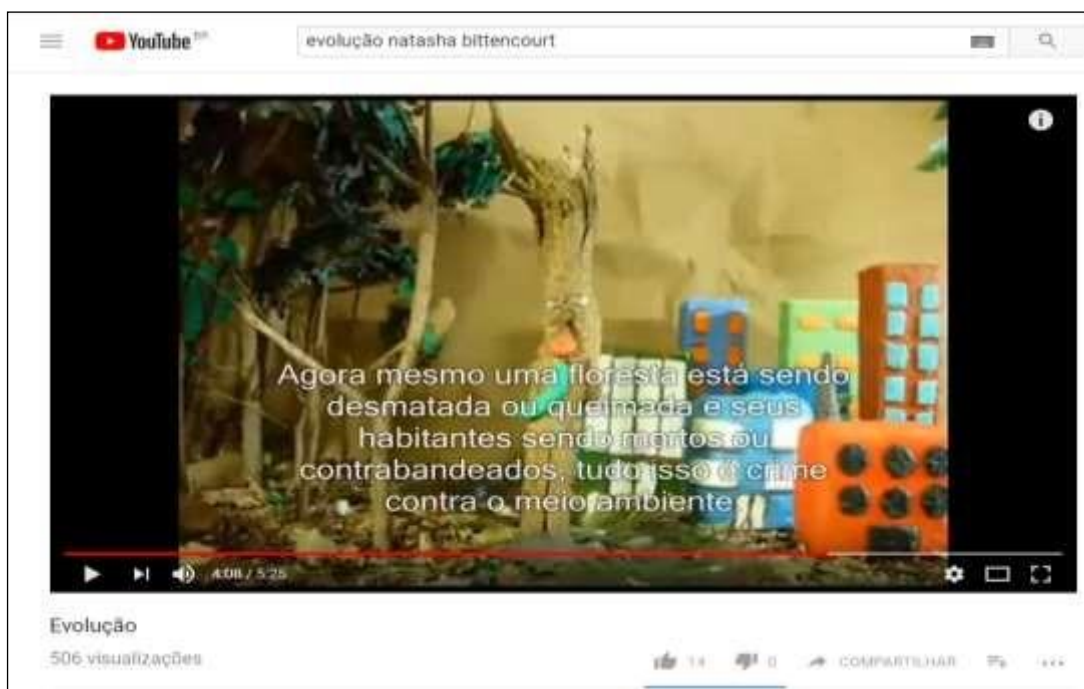 YouTube BR
evolução natasha bittencourt
Agora mesmo uma floresta está sendo
desmatada ou queimada e seus
habitantes sendo mortos ou
contrabandeados, tudo isso é crime
contra o meio ambiente
4:08 / 5:25
Evolução
506 visualizações
14
0
COMPARTILHAR